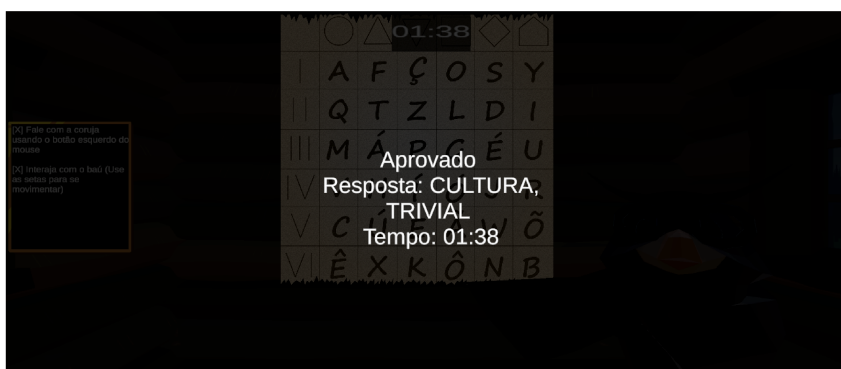 01:38
I A F Ç O S Y
II Q T Z L D I
III M Á P G É U
IV R
V C Ú E W Õ
VI Ê X K Ô N B
[X] Fale com a coruja
usando o botão esquerdo do
mouse
[X] Interaja com o baú (Use
as setas para se
movimentar)
Aprovado
Resposta: CULTURA,
TRIVIAL
Tempo: 01:38